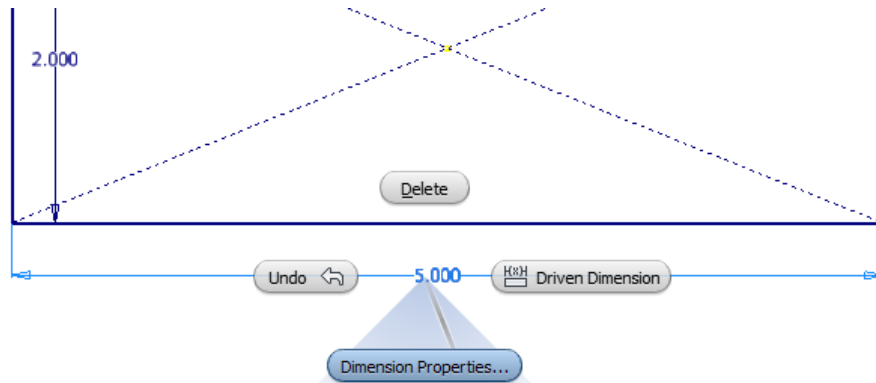 2.000
Delete
Undo 5.000 H(x)H Driven Dimension
Dimension Properties...